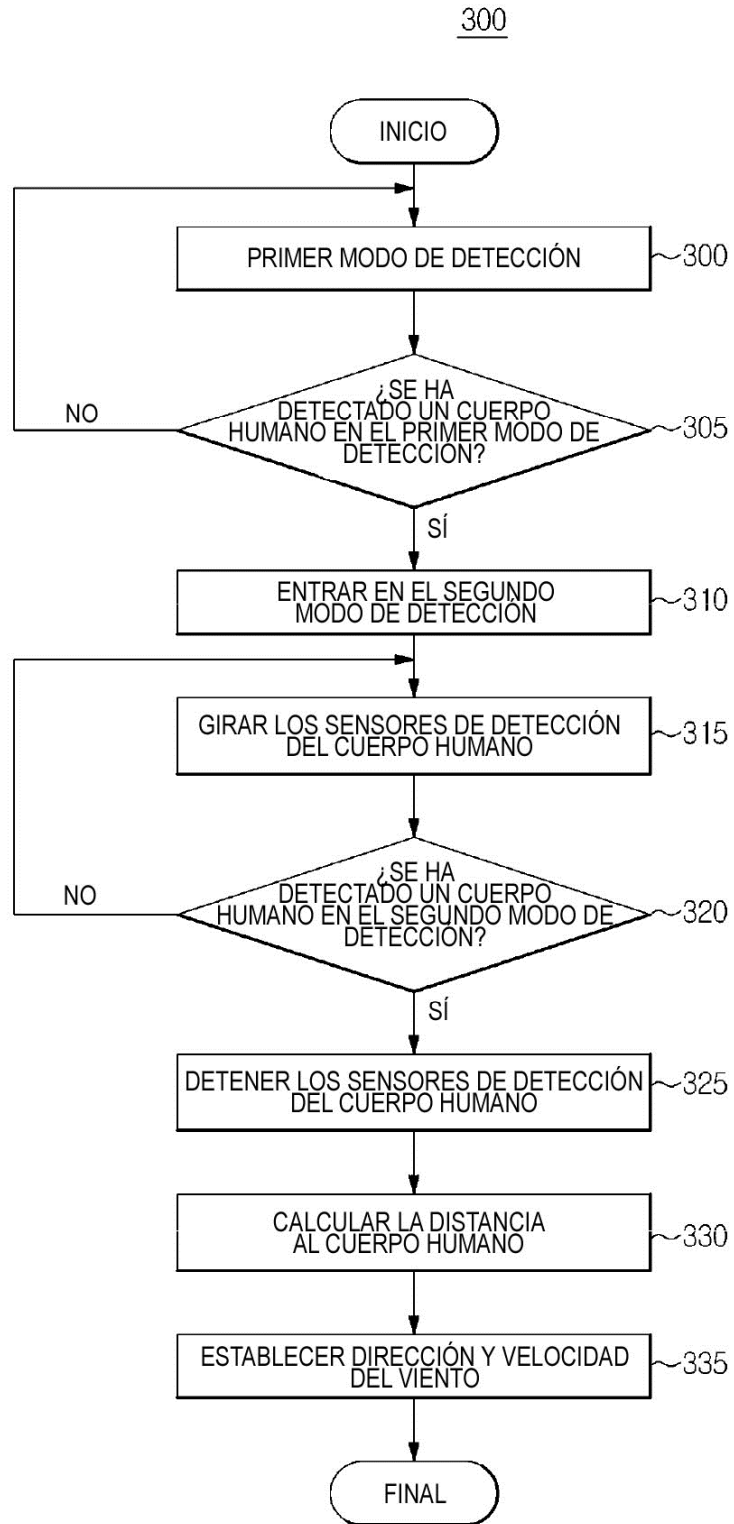 300
INICIO
PRIMER MODO DE DETECCIÓN
300
¿SE HA
DETECTADO UN CUERPO
HUMANO EN EL PRIMER MODO DE
DETECCIÓN?
305
NO
SÍ
ENTRAR EN EL SEGUNDO
MODO DE DETECCIÓN
310
GIRAR LOS SENSORES DE DETECCIÓN
DEL CUERPO HUMANO
315
¿SE HA
DETECTADO UN CUERPO
HUMANO EN EL SEGUNDO MODO DE
DETECCIÓN?
320
NO
SÍ
DETENER LOS SENSORES DE DETECCIÓN
DEL CUERPO HUMANO
325
CALCULAR LA DISTANCIA
AL CUERPO HUMANO
330
ESTABLECER DIRECCIÓN Y VELOCIDAD
DEL VIENTO
335
FINAL